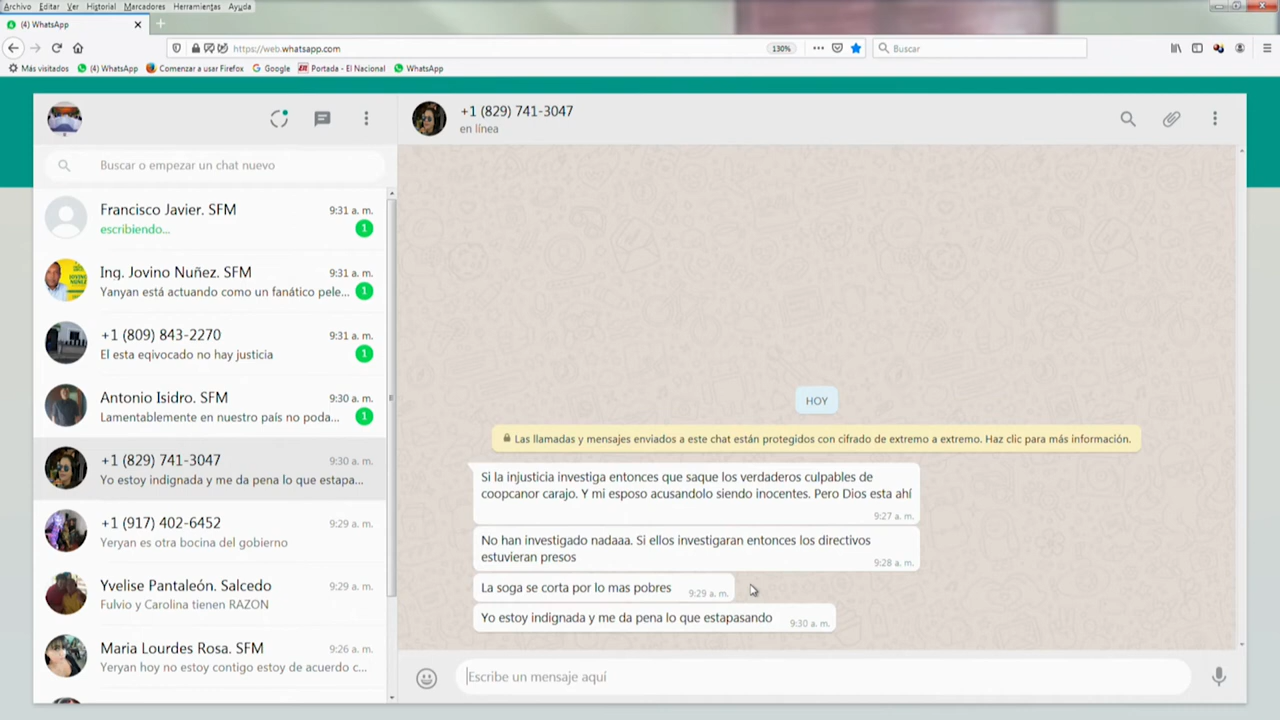 Archivo Editar Ver Historial Marcadores Herramientas Ayuda
(4) WhatsApp
https://web.whatsapp.com
130%
Buscar
Más visitados (4) WhatsApp Comenzar a usar Firefox Google Portada - El Nacional WhatsApp
+1 (829) 741-3047
en línea
Buscar o empezar un chat nuevo
Francisco Javier. SFM 9:31 a. m.
escribiendo... 1
Ing. Jovino Nuñez. SFM 9:31 a. m.
Yanyan está actuando como un fanático pele... 1
+1 (809) 843-2270 9:31 a. m.
El esta eqivocado no hay justicia 1
Antonio Isidro. SFM 9:30 a. m.
Lamentablemente en nuestro país no poda... 1
+1 (829) 741-3047 9:30 a. m.
Yo estoy indignada y me da pena lo que estapa...
+1 (917) 402-6452 9:29 a. m.
Yeryan es otra bocina del gobierno
Yvelise Pantaleón. Salcedo 9:29 a. m.
Fulvio y Carolina tienen RAZON
Maria Lourdes Rosa. SFM 9:26 a. m.
Yeryan hoy no estoy contigo estoy de acuerdo c...
HOY
Las llamadas y mensajes enviados a este chat están protegidos con cifrado de extremo a extremo. Haz clic para más información.
Si la injusticia investiga entonces que saque los verdaderos culpables de
coopcanor carajo. Y mi esposo acusandolo siendo inocentes. Pero Dios esta ahí
9:27 a. m.
No han investigado nadaaa. Si ellos investigaran entonces los directivos
estuvieran presos
9:28 a. m.
La soga se corta por lo mas pobres 9:29 a. m.
Yo estoy indignada y me da pena lo que estapasando 9:30 a. m.
Escribe un mensaje aquí